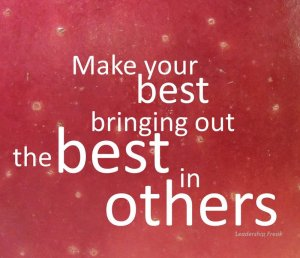 Make your
best
bringing out
the best
in
others
Leadership Freak